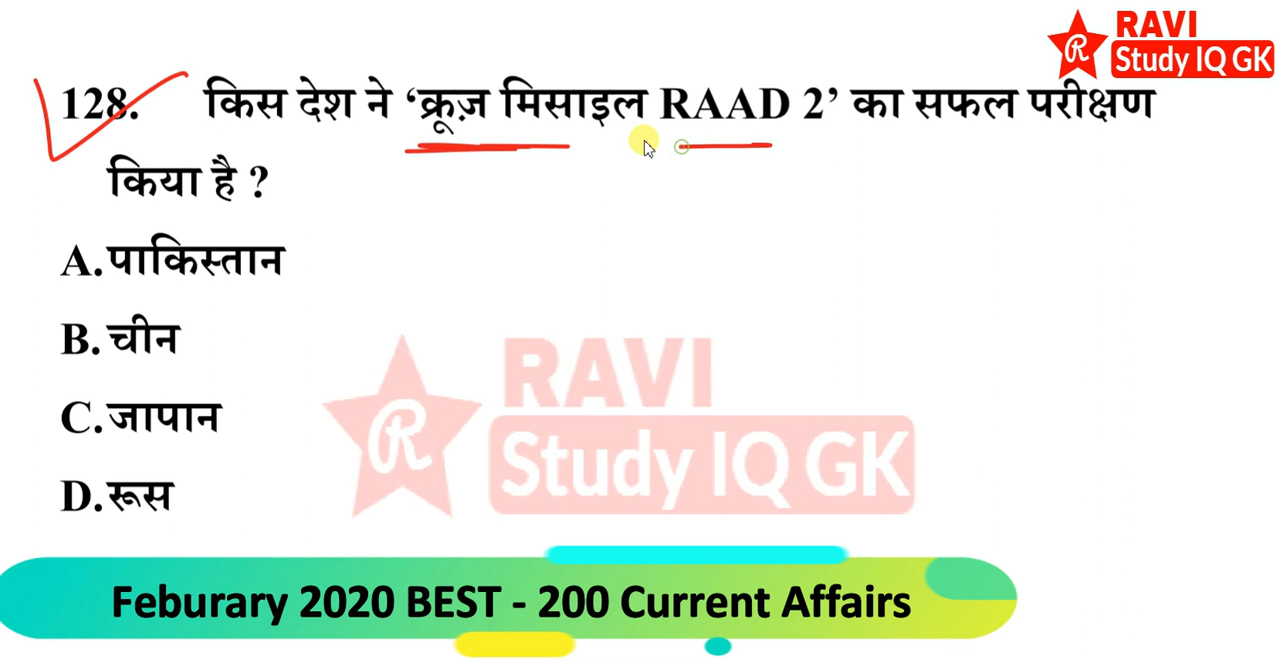 RAVI
Study IQ GK
128. किस देश ने ‘क्रूज़ मिसाइल RAAD 2’ का सफल परीक्षण
किया है ?
A.पाकिस्तान
B.चीन
C.जापान
D.रूस
RAVI
Study IQ GK
Feburary 2020 BEST - 200 Current Affairs